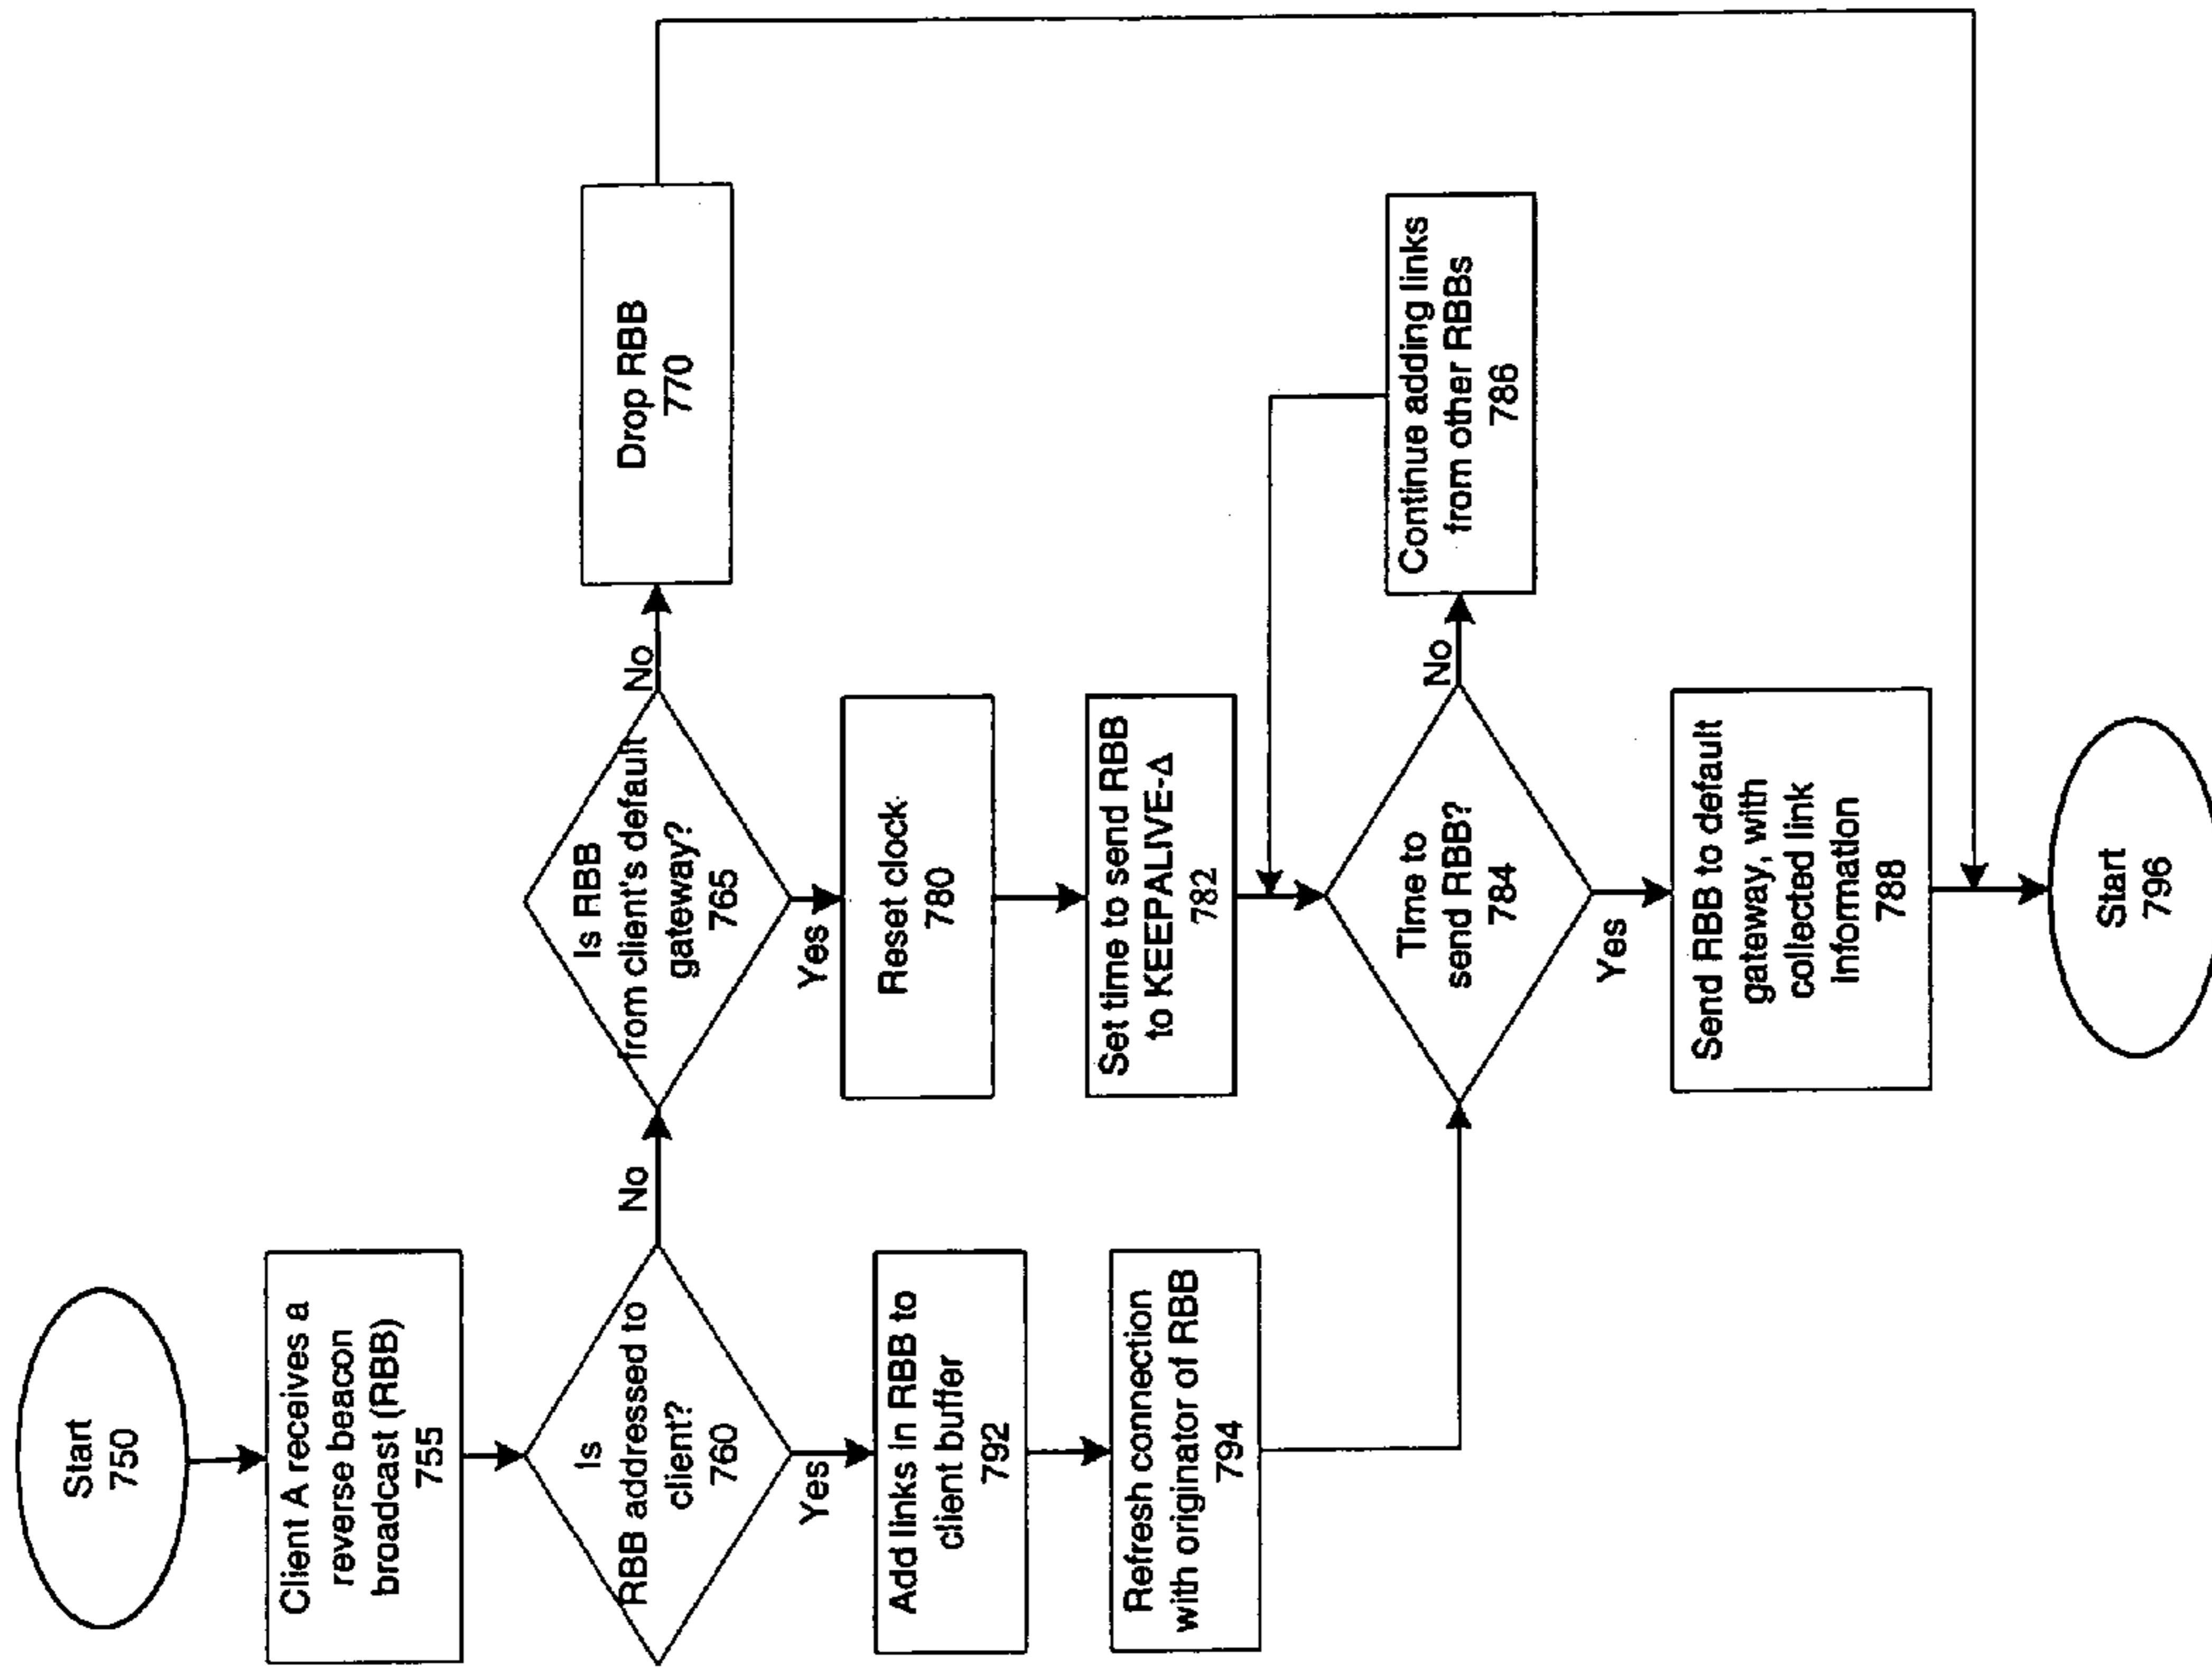 Start
750
Client A receives a
reverse beacon
broadcast (RBB)
755
Is
RBB addressed to
client?
760
No
Yes
Is RBB
from client's default
gateway?
765
No
Yes
Drop RBB
770
Add links in RBB to
client buffer
792
Refresh connection
with originator of RBB
794
Reset clock
780
Set time to send RBB
to KEEPALIVE-Δ
782
Time to
send RBB?
784
No
Yes
Continue adding links
from other RBBs
786
Send RBB to default
gateway, with
collected link
information
788
Start
796